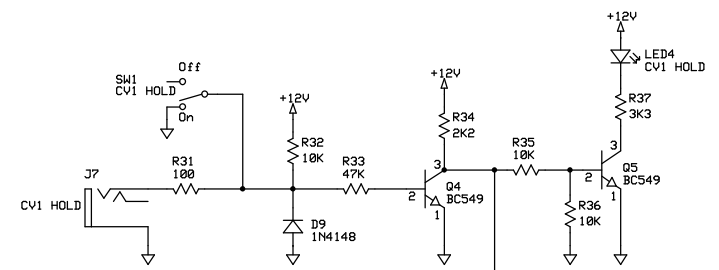 +12V
LED4
CV1 HOLD
Off
SW1
CV1 HOLD
On
+12V
+12V
R37
3K3
R34
2K2
R32
10K
R35
10K
R33
47K
J7
R31
100
3
3
Q4
BC549
Q5
BC549
2
2
1
1
CV1 HOLD
R36
10K
D9
1N4148